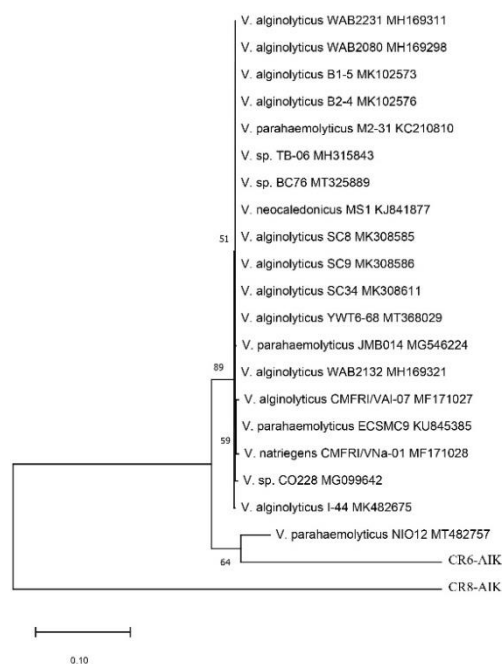 V. alginolyticus WAB2231 MH169311
V. alginolyticus WAB2080 MH169298
V. alginolyticus B1-5 MK102573
V. alginolyticus B2-4 MK102576
V. parahaemolyticus M2-31 KC210810
V. sp. TB-06 MH315843
V. sp. BC76 MT325889
V. neocaledonicus MS1 KJ841877
51
V. alginolyticus SC8 MK308585
V. alginolyticus SC9 MK308586
V. alginolyticus SC34 MK308611
V. alginolyticus YWT6-68 MT368029
V. parahaemolyticus JMB014 MG546224
89
V. alginolyticus WAB2132 MH169321
V. alginolyticus CMFRI/VAl-07 MF171027
V. parahaemolyticus ECSMC9 KU845385
59
V. natriegens CMFRI/VNa-01 MF171028
V. sp. CO228 MG099642
V. alginolyticus I-44 MK482675
V. parahaemolyticus NIO12 MT482757
64
CR6-AIK
CR8-AIK
0.10